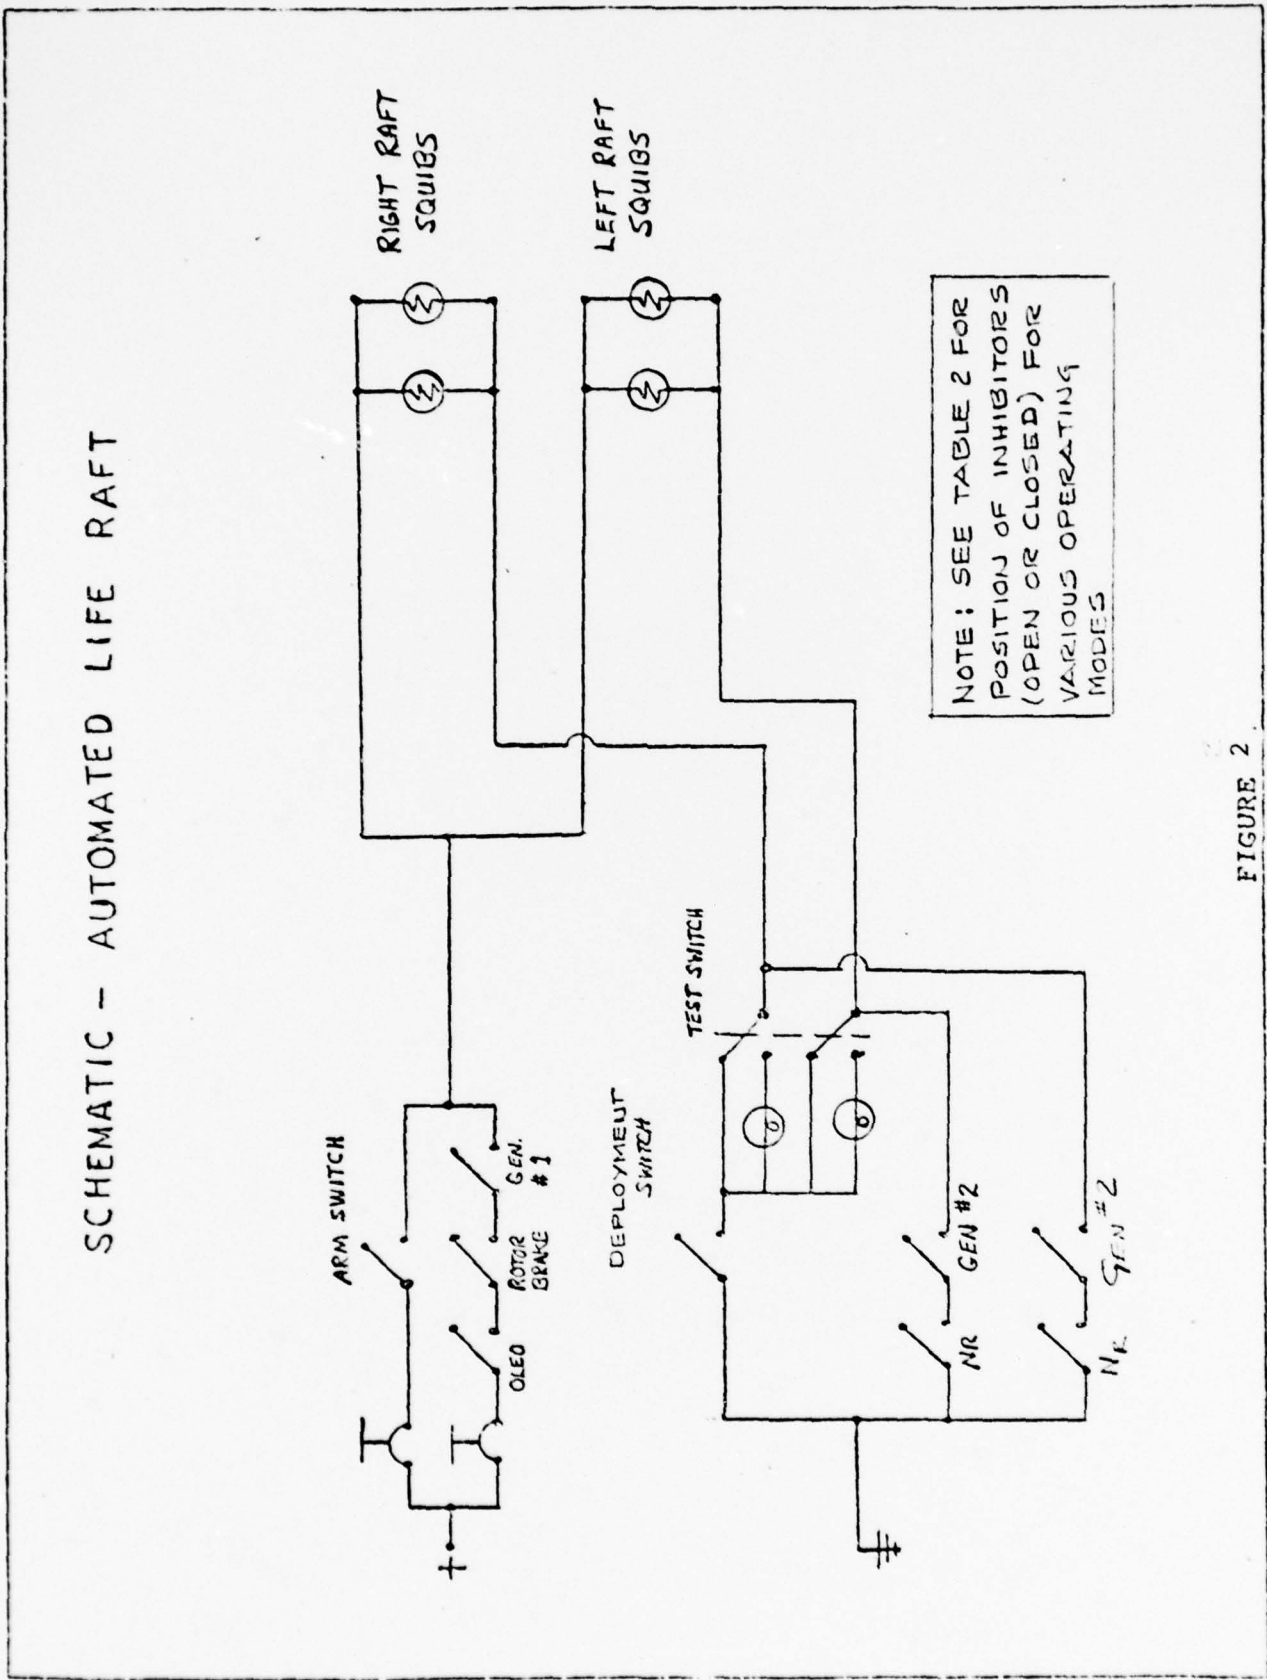 SCHEMATIC - AUTOMATED LIFE RAFT
RIGHT RAFT
SQUIBS
LEFT RAFT
SQUIBS
ARM SWITCH
+
OLEO
ROTOR
BRAKE
GEN.
#1
DEPLOYMENT
SWITCH
TEST SWITCH
NR
GEN #2
NR
GEN #2
NOTE: SEE TABLE 2 FOR
POSITION OF INHIBITORS
(OPEN OR CLOSED) FOR
VARIOUS OPERATING
MODES
FIGURE 2